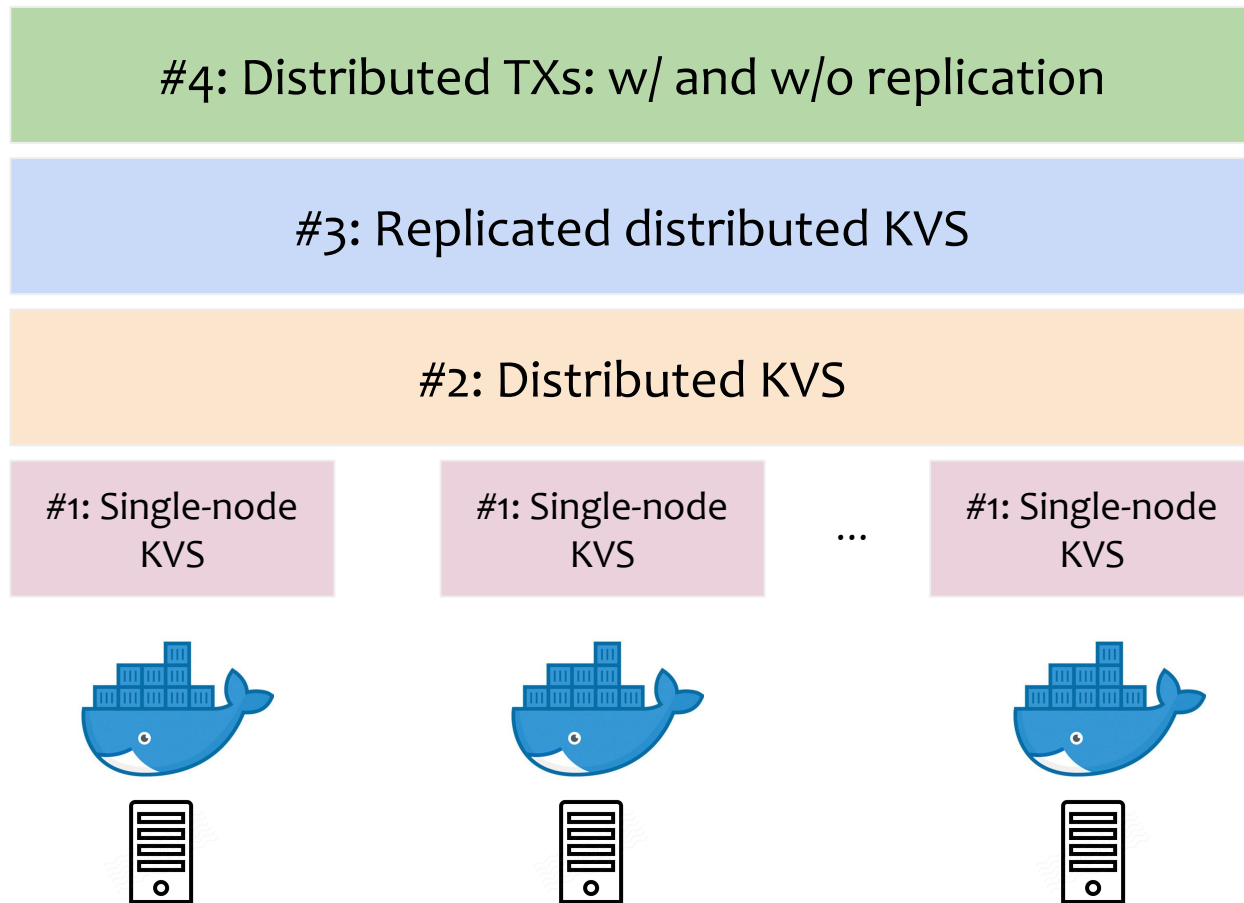 #4: Distributed TXs: w/ and w/o replication
#3: Replicated distributed KVS
#2: Distributed KVS
#1: Single-node
KVS
#1: Single-node
KVS
...
#1: Single-node
KVS